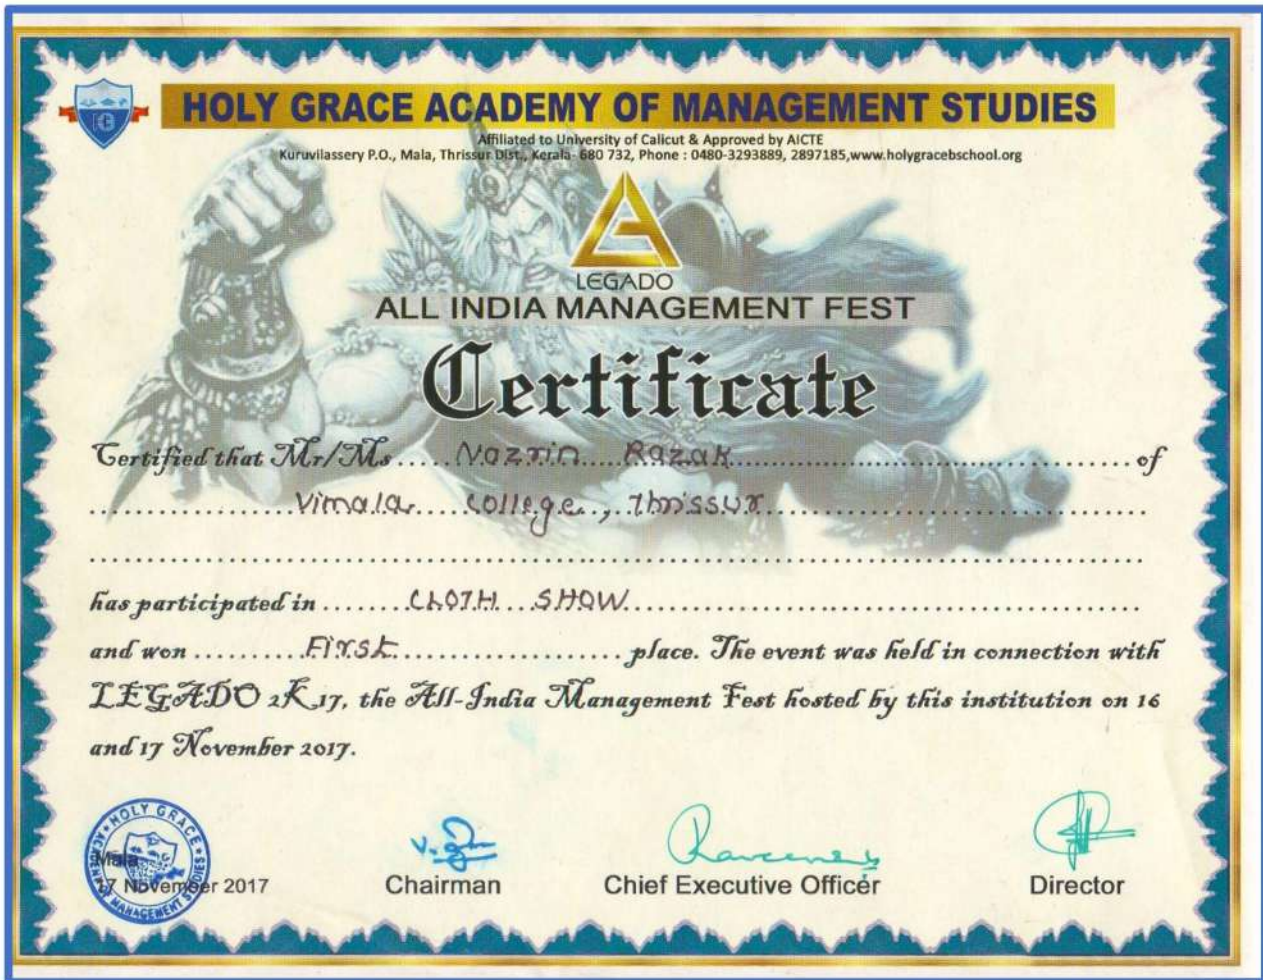 HOLY GRACE ACADEMY OF MANAGEMENT STUDIES
Affiliated to University of Calicut & Approved by AICTE
Kuruvilassery P.O., Mala, Thrissur Dist., Kerala- 680 732, Phone : 0480-3293889, 2897185,www.holygracebschool.org
LEGADO
ALL INDIA MANAGEMENT FEST
Certificate
Certified that Mr/Ms ..... Nazrin Razak ..... of
Vimala College, Thrissur
has participated in ....... CLOTH SHOW .......
and won .......... First .......... place. The event was held in connection with
LEGADO 2K17, the All-India Management Fest hosted by this institution on 16
and 17 November 2017.
HOLY GRACE ACADEMY OF MANAGEMENT STUDIES
Mala
17 November 2017
Chairman
Chief Executive Officer
Director